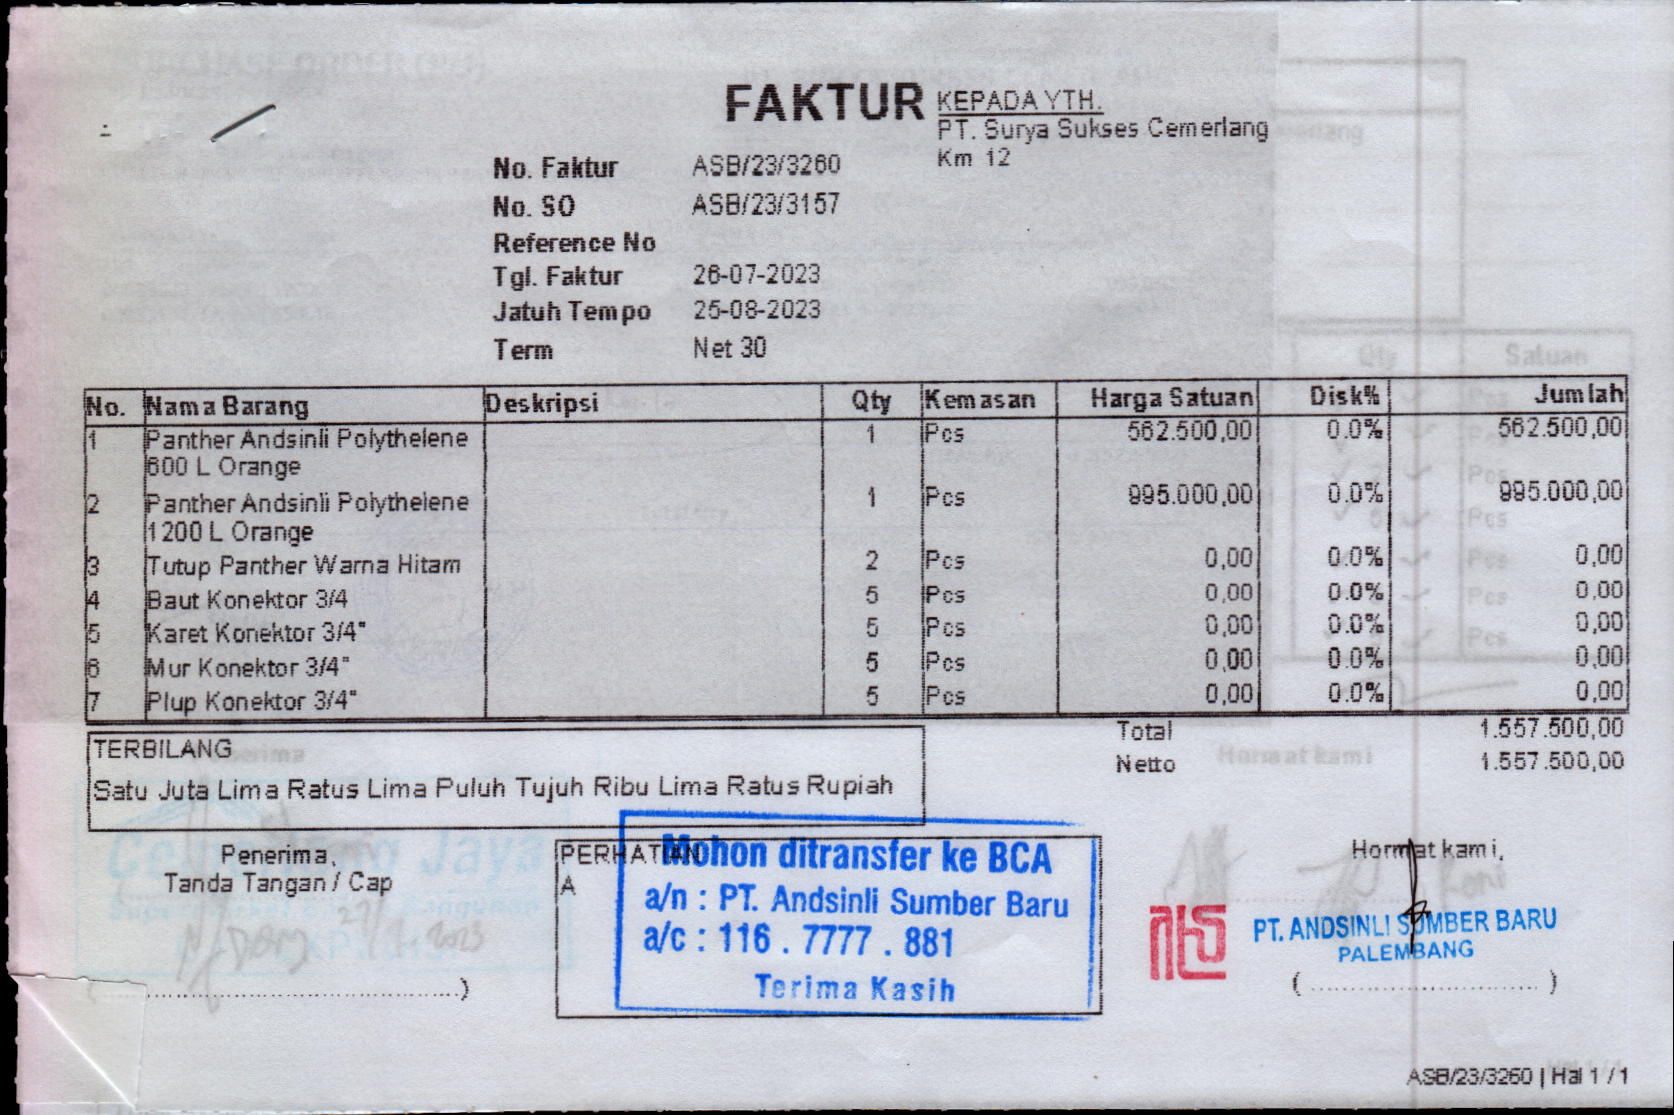 FAKTUR
KEPADA YTH.
PT. Surya Sukses Cemerlang
Km 12
No. Faktur ASB/23/3260
No. SO ASB/23/3157
Reference No
Tgl. Faktur 26-07-2023
Jatuh Tempo 25-08-2023
Term Net 30
No. Nama Barang Deskripsi Qty Kemasan Harga Satuan Disk% Jumlah
1 Panther Andsinli Polythelene 1 Pcs 562.500,00 0.0% 562.500,00
600 L Orange
2 Panther Andsinli Polythelene 1 Pcs 995.000,00 0.0% 995.000,00
1200 L Orange
3 Tutup Panther Warna Hitam 2 Pcs 0,00 0.0% 0,00
4 Baut Konektor 3/4 5 Pcs 0,00 0.0% 0,00
5 Karet Konektor 3/4" 5 Pcs 0,00 0.0% 0,00
6 Mur Konektor 3/4" 5 Pcs 0,00 0.0% 0,00
7 Plup Konektor 3/4" 5 Pcs 0,00 0.0% 0,00
Total 1.557.500,00
Netto 1.557.500,00
TERBILANG
Satu Juta Lima Ratus Lima Puluh Tujuh Ribu Lima Ratus Rupiah
Penerima,
Tanda Tangan / Cap
PERHATIAN
A
Mohon ditransfer ke BCA
a/n : PT. Andsinli Sumber Baru
a/c : 116 . 7777 . 881
Terima Kasih
Hormat kami,
PT. ANDSINLI SUMBER BARU
PALEMBANG
ASB/23/3260 | Hal 1 / 1